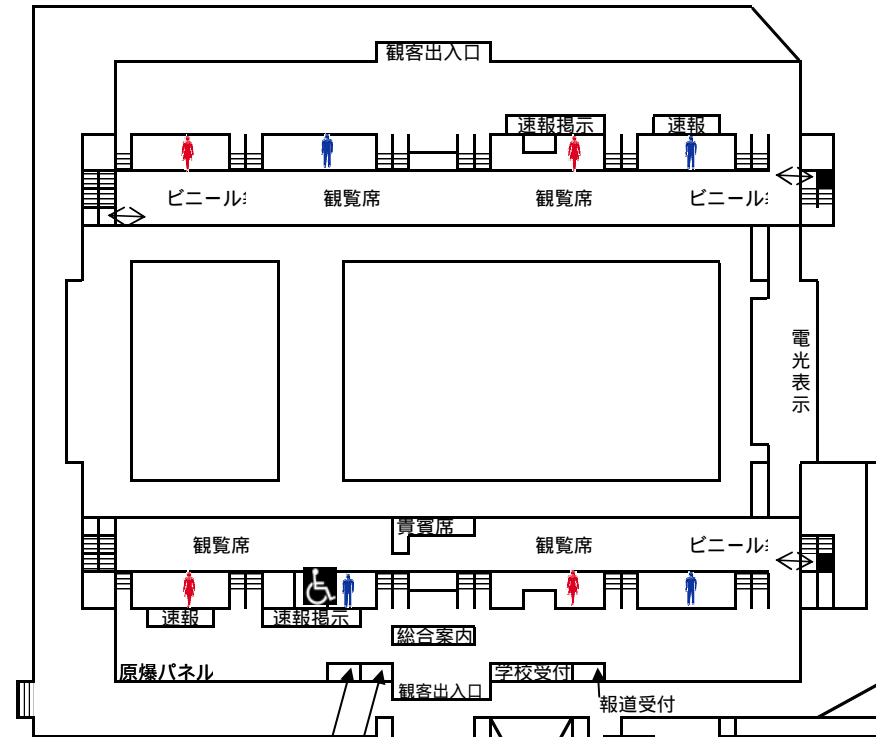 観客出入口
速報掲示
速報
ビニール
観覧席
観覧席
ビニール
電光表示
貴賓席
観覧席
観覧席
ビニール
速報
速報掲示
総合案内
原爆パネル
学校受付
観客出入口
報道受付